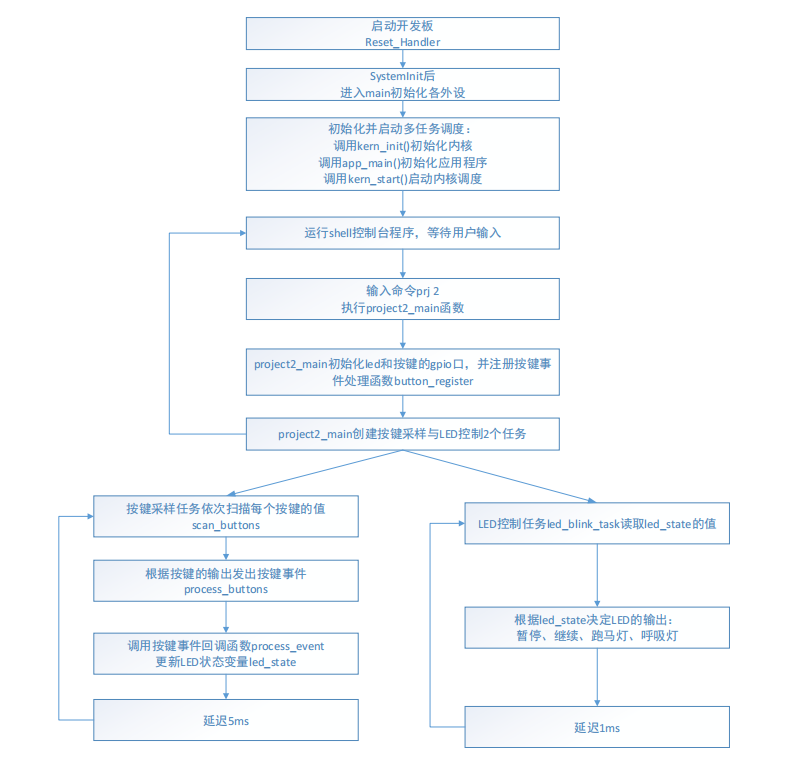 启动开发板
Reset_Handler
SystemInit后
进入main初始化各外设
初始化并启动多任务调度：
调用kern_init()初始化内核
调用app_main()初始化应用程序
调用kern_start()启动内核调度
运行shell控制台程序，等待用户输入
输入命令prj 2
执行project2_main函数
project2_main初始化led和按键的gpio口，并注册按键事
件处理函数button_register
project2_main创建按键采样与LED控制2个任务
按键采样任务依次扫描每个按键的值
scan_buttons
根据按键的输出发出按键事件
process_buttons
调用按键事件回调函数process_event
更新LED状态变量led_state
延迟5ms
LED控制任务led_blink_task读取led_state的值
根据led_state决定LED的输出：
暂停、继续、跑马灯、呼吸灯
延迟1ms